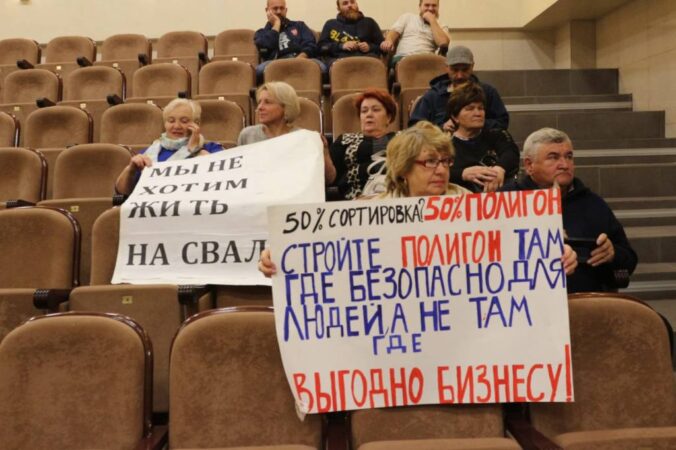 МЫ НЕ
ХОТИМ
ЖИТЬ
НА СВАЛ
50% СОРТИРОВКА? 50% ПОЛИГОН
СТРОЙТЕ ПОЛИГОН ТАМ
ГДЕ БЕЗОПАСНО ДЛЯ
ЛЮДЕЙ, А НЕ ТАМ
ГДЕ
ВЫГОДНО БИЗНЕСУ!